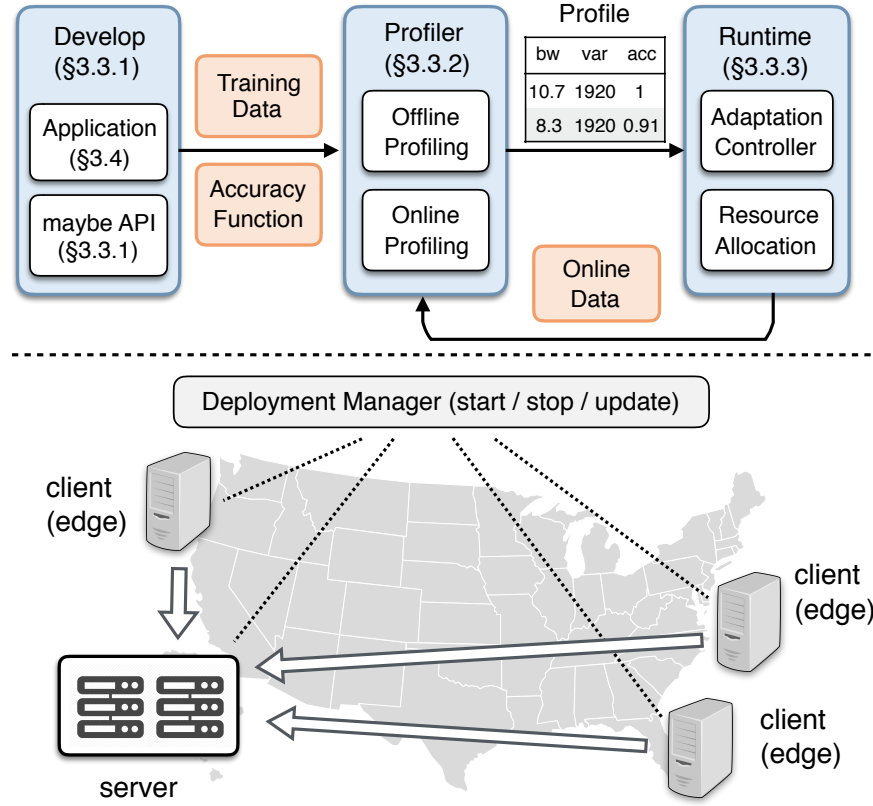 Develop
(§3.3.1)
Application
(§3.4)
maybe API
(§3.3.1)
Training
Data
Accuracy
Function
Profiler
(§3.3.2)
Offline
Profiling
Online
Profiling
Profile
bw var acc
10.7 1920 1
8.3 1920 0.91
Runtime
(§3.3.3)
Adaptation
Controller
Resource
Allocation
Online
Data
Deployment Manager (start / stop / update)
client
(edge)
client
(edge)
client
(edge)
server